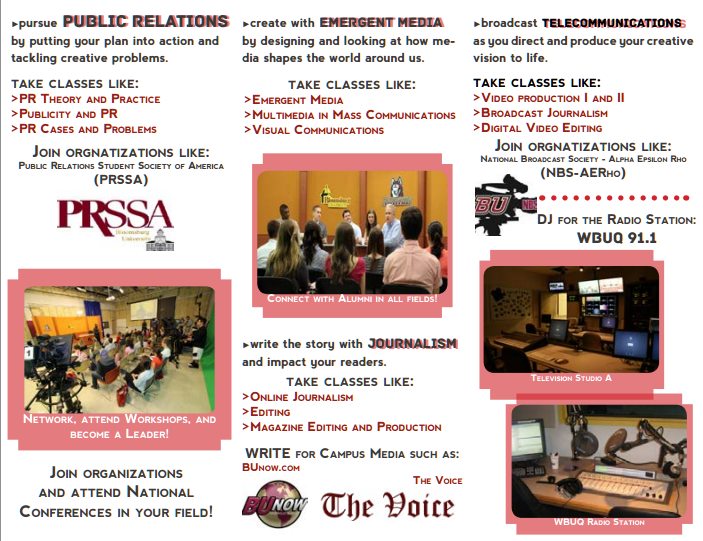 ▸pursue PUBLIC RELATIONS
by putting your plan into action and
tackling creative problems.
TAKE CLASSES LIKE:
>PR Theory and Practice
>Publicity and PR
>PR Cases and Problems
Join orgnatizations like:
Public Relations Student Society of America
(PRSSA)
PRSSA
Bloomsburg
University
Network, attend Workshops, and
become a Leader!
Join organizations
and attend National
Conferences in your field!
▸create with EMERGENT MEDIA
by designing and looking at how me-
dia shapes the world around us.
TAKE CLASSES LIKE:
>Emergent Media
>Multimedia in Mass Communications
>Visual Communications
Connect with Alumni in all fields!
▸write the story with JOURNALISM
and impact your readers.
TAKE CLASSES LIKE:
>Online Journalism
>Editing
>Magazine Editing and Production
WRITE for Campus Media such as:
BUnow.com
The Voice
BUNOW
The Voice
▸broadcast TELECOMMUNICATIONS
as you direct and produce your creative
vision to life.
TAKE CLASSES LIKE:
>Video production I and II
>Broadcast Journalism
>Digital Video Editing
Join orgnatizations like:
National Broadcast Society - Alpha Epsilon Rho
(NBS-AERho)
BU NBS
DJ for the Radio Station:
WBUQ 91.1
Television Studio A
WBUQ Radio Station